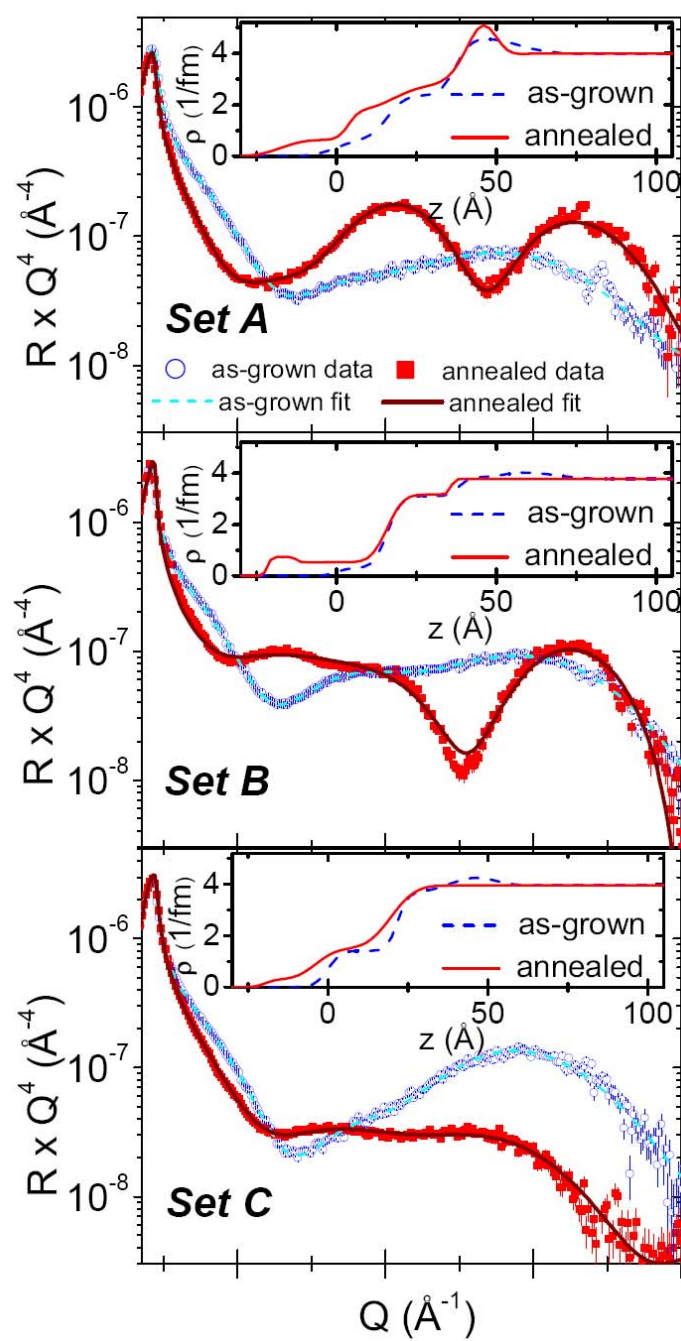 R x Q⁴ (Å⁻⁴)
10⁻⁶
10⁻⁷
10⁻⁸
ρ (1/fm)
4
2
0
0 50 100
z (Å)
as-grown
annealed
Set A
as-grown data annealed data
as-grown fit annealed fit
R x Q⁴ (Å⁻⁴)
10⁻⁶
10⁻⁷
10⁻⁸
ρ (1/fm)
4
2
0
0 50 100
z (Å)
as-grown
annealed
Set B
R x Q⁴ (Å⁻⁴)
10⁻⁶
10⁻⁷
10⁻⁸
ρ (1/fm)
4
2
0
0 50 100
z (Å)
as-grown
annealed
Set C
Q (Å⁻¹)